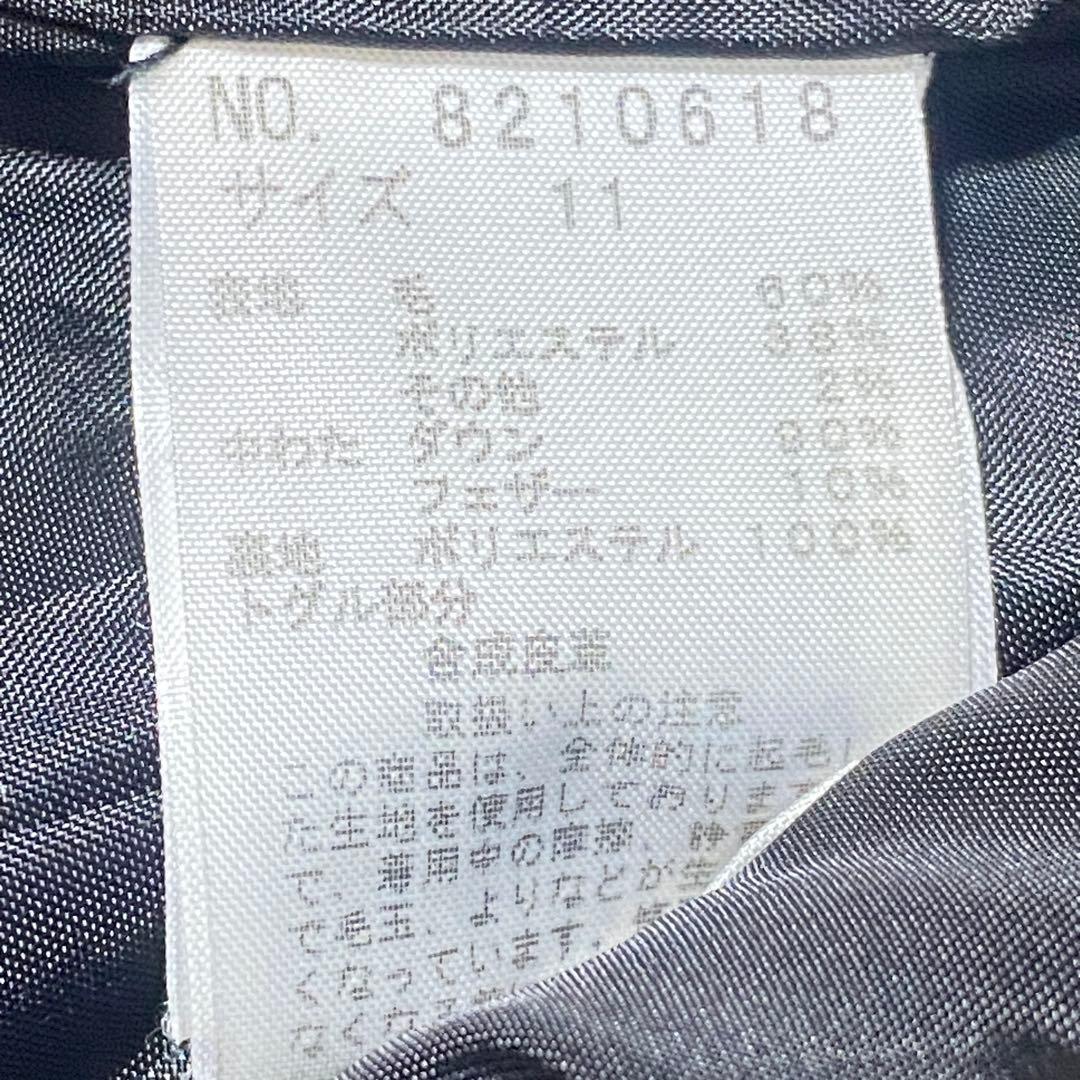 NO. 8210618
サイズ 11
表地 毛 60%
ポリエステル 38%
その他 2%
中わた ダウン 90%
フェザー 10%
裏地 ポリエステル 100%
トグル部分
合成皮革
取扱い上の注意
この商品は、全体的に起毛し
た生地を使用しております
で、着用中の摩擦、
よりなどが生
くなっています。